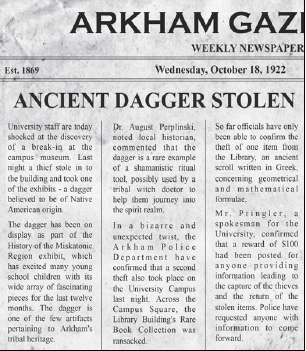 ARKHAM GAZ
WEEKLY NEWSPAPER
Est. 1869
Wednesday, October 18, 1922
ANCIENT DAGGER STOLEN
University staff are today
shocked at the discovery
of a break-in at the
campus museum. Last
night a thief stole in to
the building and took one
of the exhibits - a dagger
believed to be of Native
American origin.
The dagger has been on
display as part of the
History of the Miskatonic
Region exhibit, which
has excited many young
school children with its
wide array of fascinating
pieces for the last twelve
months. The dagger is
one of the few artifacts
pertaining to Arkham's
tribal heritage.
Dr. August Perplinski,
noted local historian,
commented that the
dagger is a rare example
of a shamanistic ritual
tool, possibly used by a
tribal witch doctor to
help them journey into
the spirit realm.
In a bizarre and
unexpected twist, the
Arkham Police
Department have
confirmed that a second
theft also took place on
the University Campus
last night. Across the
Campus Square, the
Library Building's Rare
Book Collection was
ransacked.
So far officials have only
been able to confirm the
theft of one item from
the Library, an ancient
scroll written in Greek,
concerning geometrical
and mathematical
formulae.
Mr. Pringler, a
spokesman for the
University, confirmed
that a reward of $100
had been posted for
anyone providing
information leading to
the capture of the thieves
and the return of the
stolen items. Police have
requested anyone with
information to come
forward.